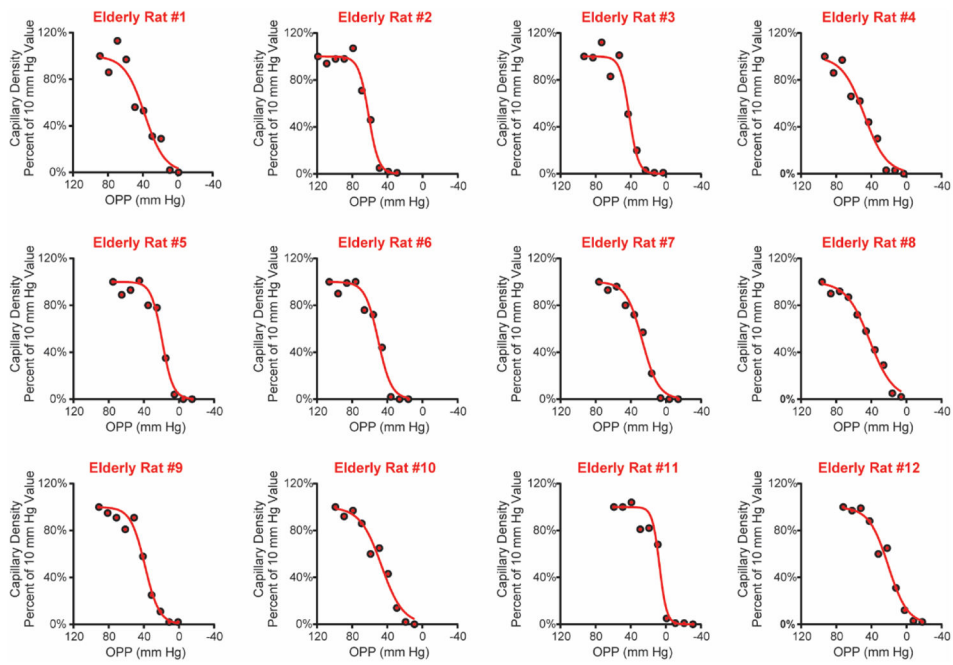 Elderly Rat #1
Elderly Rat #2
Elderly Rat #3
Elderly Rat #4
Capillary Density
Percent of 10 mm Hg Value
120%
80%
40%
0%
120 80 40 0 -40
OPP (mm Hg)
Capillary Density
Percent of 10 mm Hg Value
120%
80%
40%
0%
120 80 40 0 -40
OPP (mm Hg)
Capillary Density
Percent of 10 mm Hg Value
120%
80%
40%
0%
120 80 40 0 -40
OPP (mm Hg)
Capillary Density
Percent of 10 mm Hg Value
120%
80%
40%
0%
120 80 40 0 -40
OPP (mm Hg)
Elderly Rat #5
Elderly Rat #6
Elderly Rat #7
Elderly Rat #8
Capillary Density
Percent of 10 mm Hg Value
120%
80%
40%
0%
120 80 40 0 -40
OPP (mm Hg)
Capillary Density
Percent of 10 mm Hg Value
120%
80%
40%
0%
120 80 40 0 -40
OPP (mm Hg)
Capillary Density
Percent of 10 mm Hg Value
120%
80%
40%
0%
120 80 40 0 -40
OPP (mm Hg)
Capillary Density
Percent of 10 mm Hg Value
120%
80%
40%
0%
120 80 40 0 -40
OPP (mm Hg)
Elderly Rat #9
Elderly Rat #10
Elderly Rat #11
Elderly Rat #12
Capillary Density
Percent of 10 mm Hg Value
120%
80%
40%
0%
120 80 40 0 -40
OPP (mm Hg)
Capillary Density
Percent of 10 mm Hg Value
120%
80%
40%
0%
120 80 40 0 -40
OPP (mm Hg)
Capillary Density
Percent of 10 mm Hg Value
120%
80%
40%
0%
120 80 40 0 -40
OPP (mm Hg)
Capillary Density
Percent of 10 mm Hg Value
120%
80%
40%
0%
120 80 40 0 -40
OPP (mm Hg)